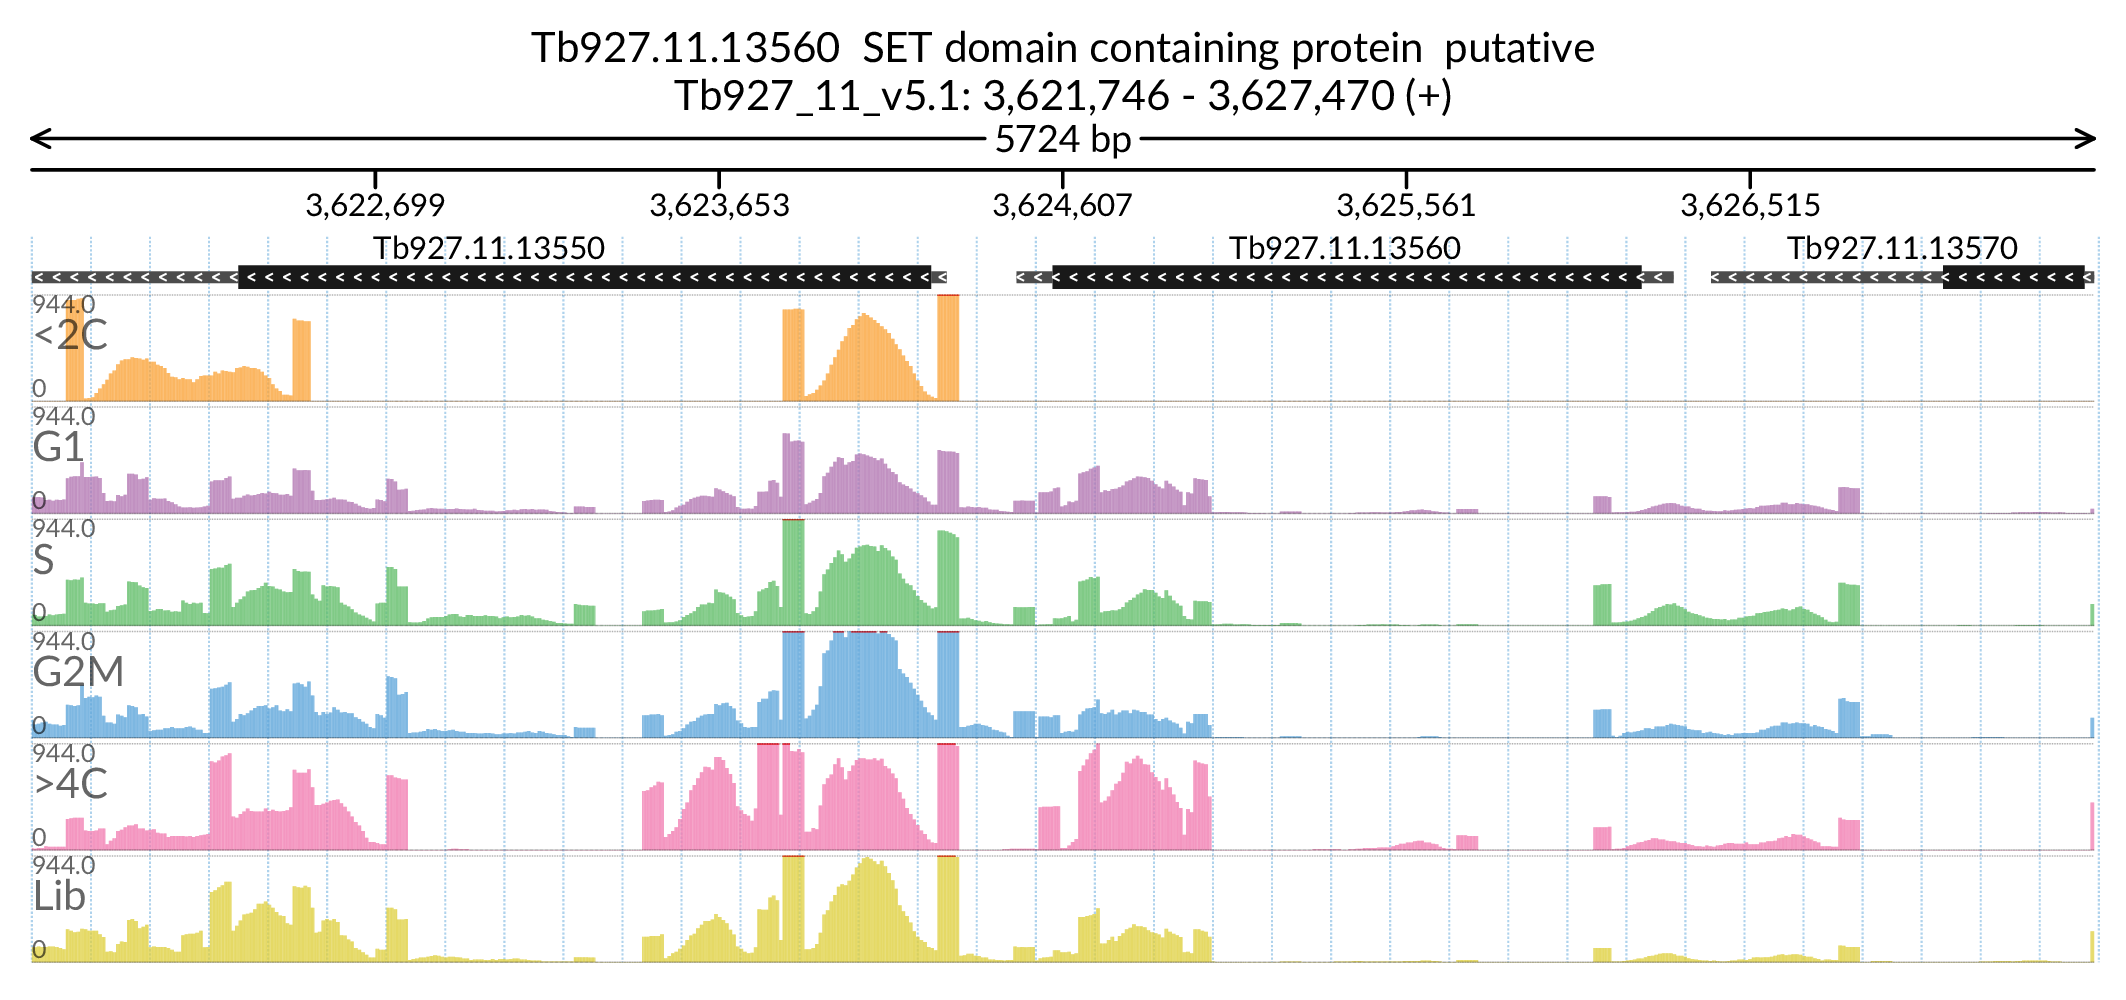 Tb927.11.13560 SET domain containing protein putative
Tb927_11_v5.1: 3,621,746 - 3,627,470 (+)
5724 bp
3,622,699 3,623,653 3,624,607 3,625,561 3,626,515
Tb927.11.13550 Tb927.11.13560 Tb927.11.13570
944.0
<2C
0
944.0
G1
0
944.0
S
0
944.0
G2M
0
944.0
>4C
0
944.0
Lib
0